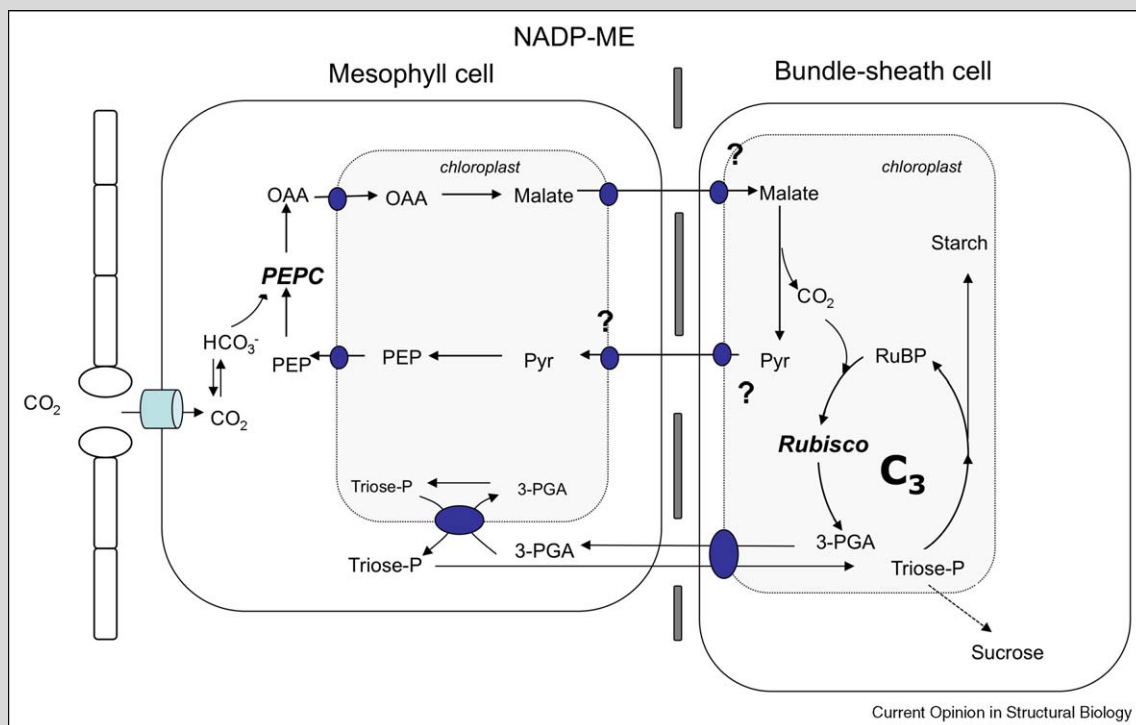 NADP-ME
Mesophyll cell
Bundle-sheath cell
chloroplast
OAA
OAA
Malate
?
Malate
chloroplast
Starch
PEPC
CO₂
HCO₃⁻
PEP
PEP
Pyr
?
Pyr
?
RuBP
CO₂
CO₂
Rubisco
C₃
Triose-P
3-PGA
Triose-P
3-PGA
3-PGA
Triose-P
Sucrose
Current Opinion in Structural Biology